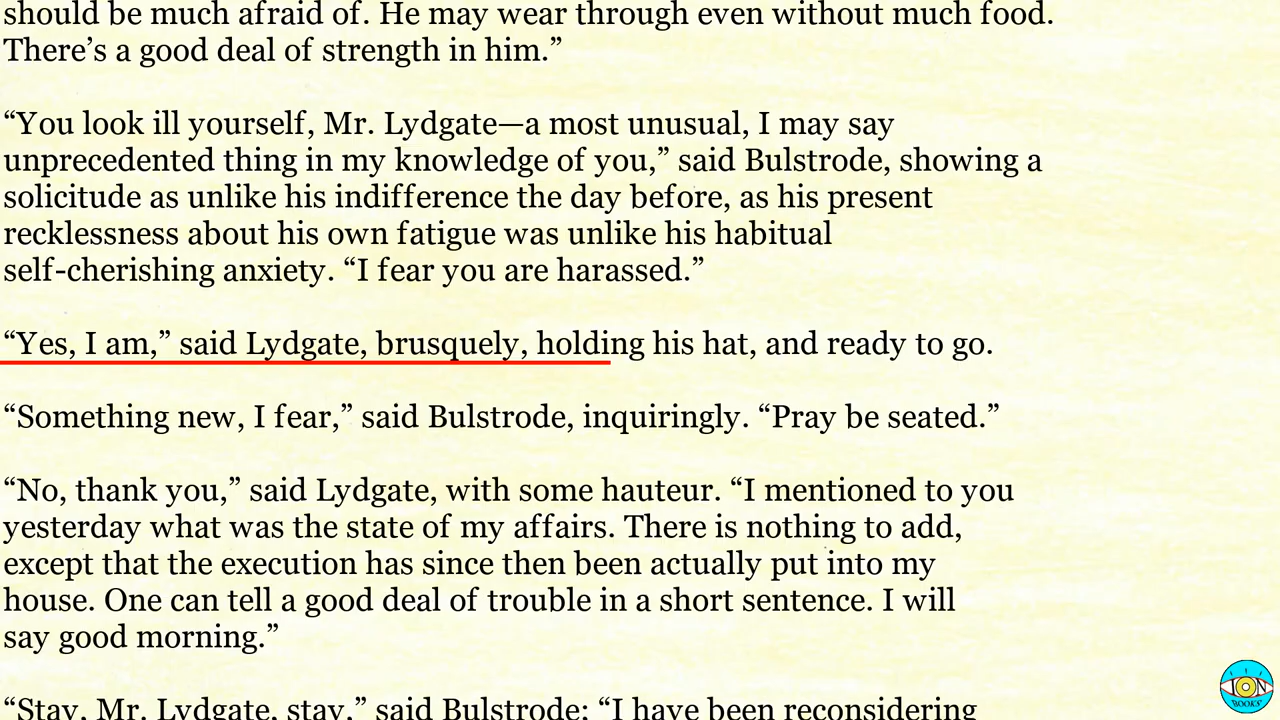 should be much afraid of. He may wear through even without much food.
There’s a good deal of strength in him.”
“You look ill yourself, Mr. Lydgate—a most unusual, I may say
unprecedented thing in my knowledge of you,” said Bulstrode, showing a
solicitude as unlike his indifference the day before, as his present
recklessness about his own fatigue was unlike his habitual
self-cherishing anxiety. “I fear you are harassed.”
“Yes, I am,” said Lydgate, brusquely, holding his hat, and ready to go.
“Something new, I fear,” said Bulstrode, inquiringly. “Pray be seated.”
“No, thank you,” said Lydgate, with some hauteur. “I mentioned to you
yesterday what was the state of my affairs. There is nothing to add,
except that the execution has since then been actually put into my
house. One can tell a good deal of trouble in a short sentence. I will
say good morning.”
“Stay, Mr. Lydgate, stay,” said Bulstrode; “I have been reconsidering
ION
BOOKS